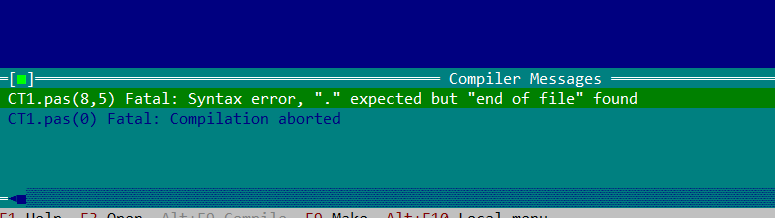 [■] Compiler Messages
CT1.pas(8,5) Fatal: Syntax error, "." expected but "end of file" found
CT1.pas(0) Fatal: Compilation aborted
F1 Help F3 Open Alt+F9 Compile F9 Make Alt+F10 Local menu